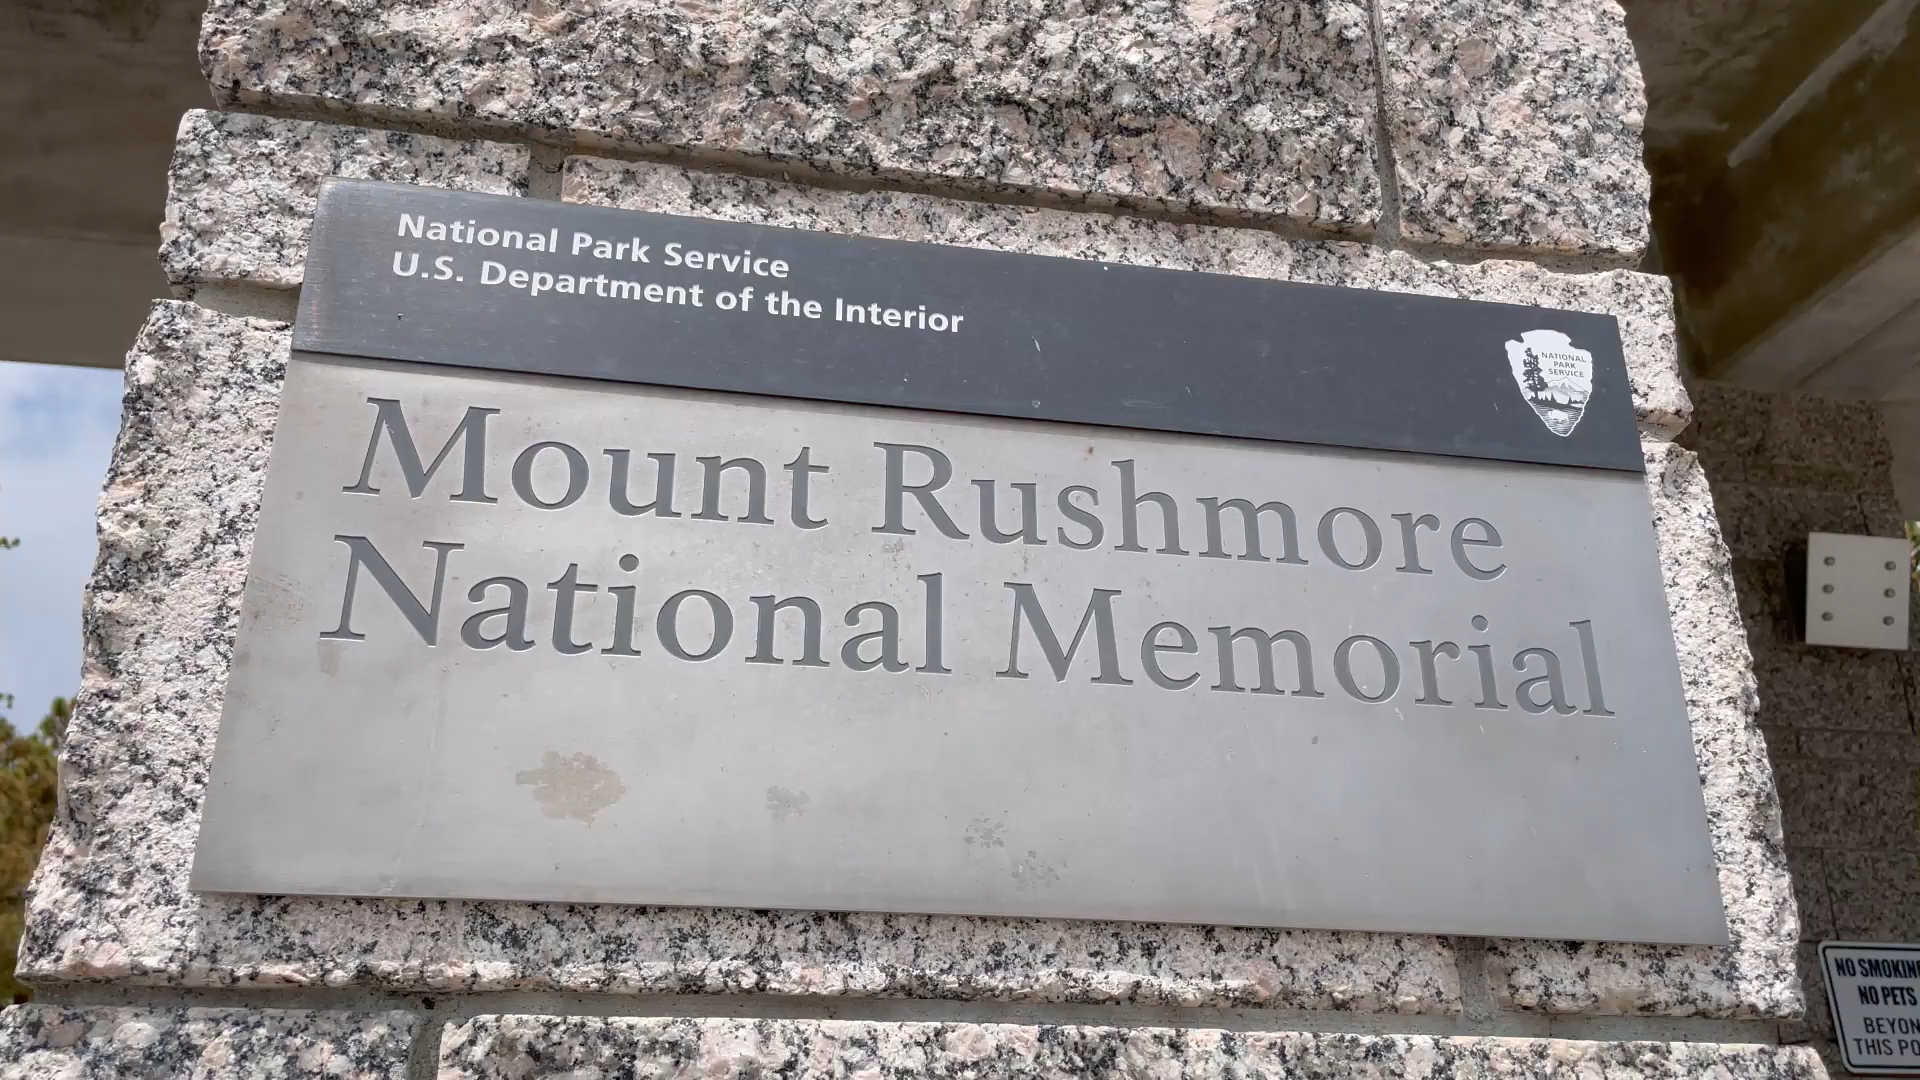 National Park Service
U.S. Department of the Interior
NATIONAL
PARK
SERVICE
Mount Rushmore
National Memorial
NO SMOKIN
NO PETS
BEYON
THIS PO